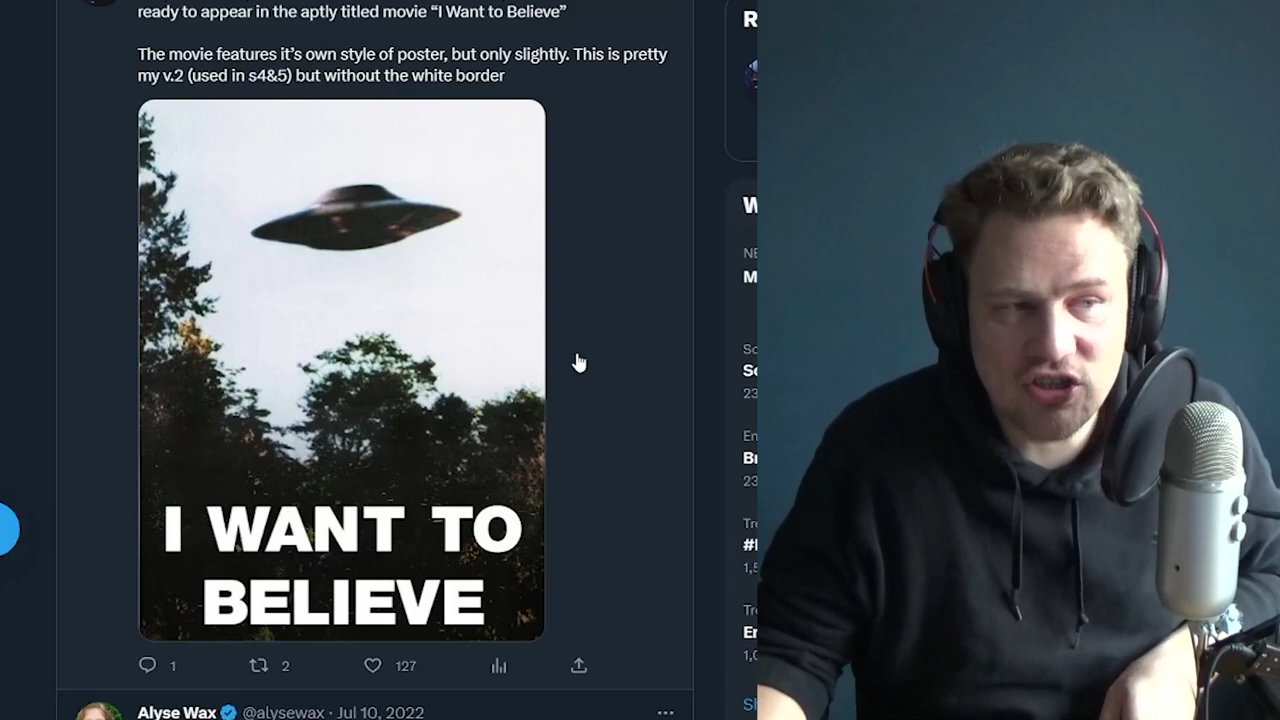 ready to appear in the aptly titled movie “I Want to Believe”
The movie features it’s own style of poster, but only slightly. This is pretty
my v.2 (used in s4&5) but without the white border
I WANT TO
BELIEVE
1
2
127
Alyse Wax @alysewax · Jul 10, 2022